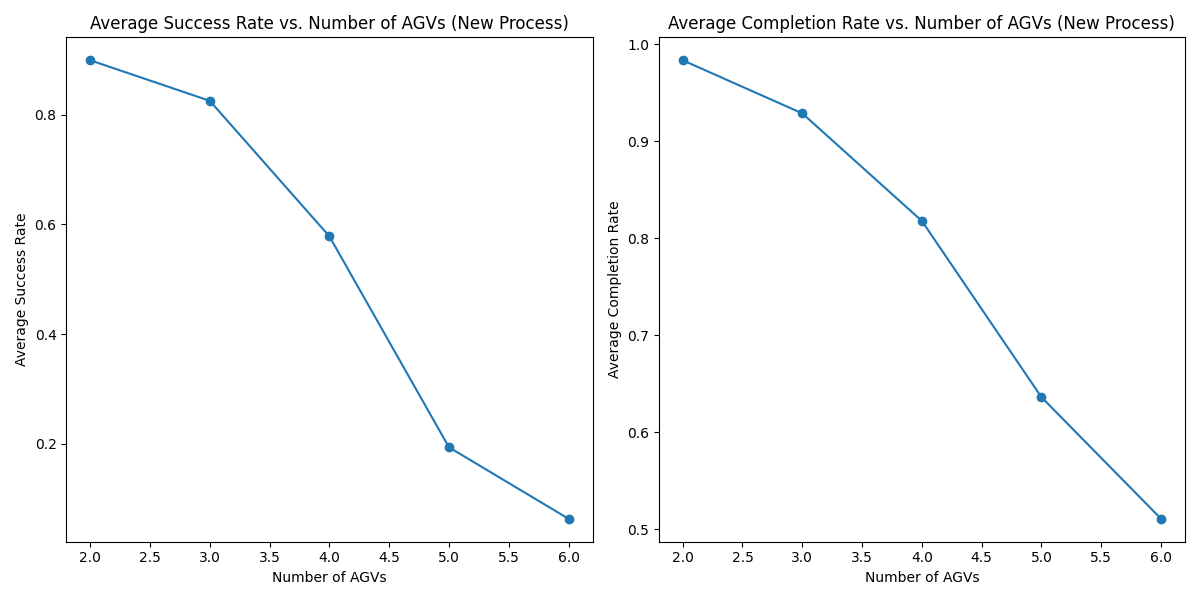 Average Success Rate vs. Number of AGVs (New Process)
Average Success Rate
0.8
0.6
0.4
0.2
2.0 2.5 3.0 3.5 4.0 4.5 5.0 5.5 6.0
Number of AGVs
Average Completion Rate vs. Number of AGVs (New Process)
Average Completion Rate
1.0
0.9
0.8
0.7
0.6
0.5
2.0 2.5 3.0 3.5 4.0 4.5 5.0 5.5 6.0
Number of AGVs